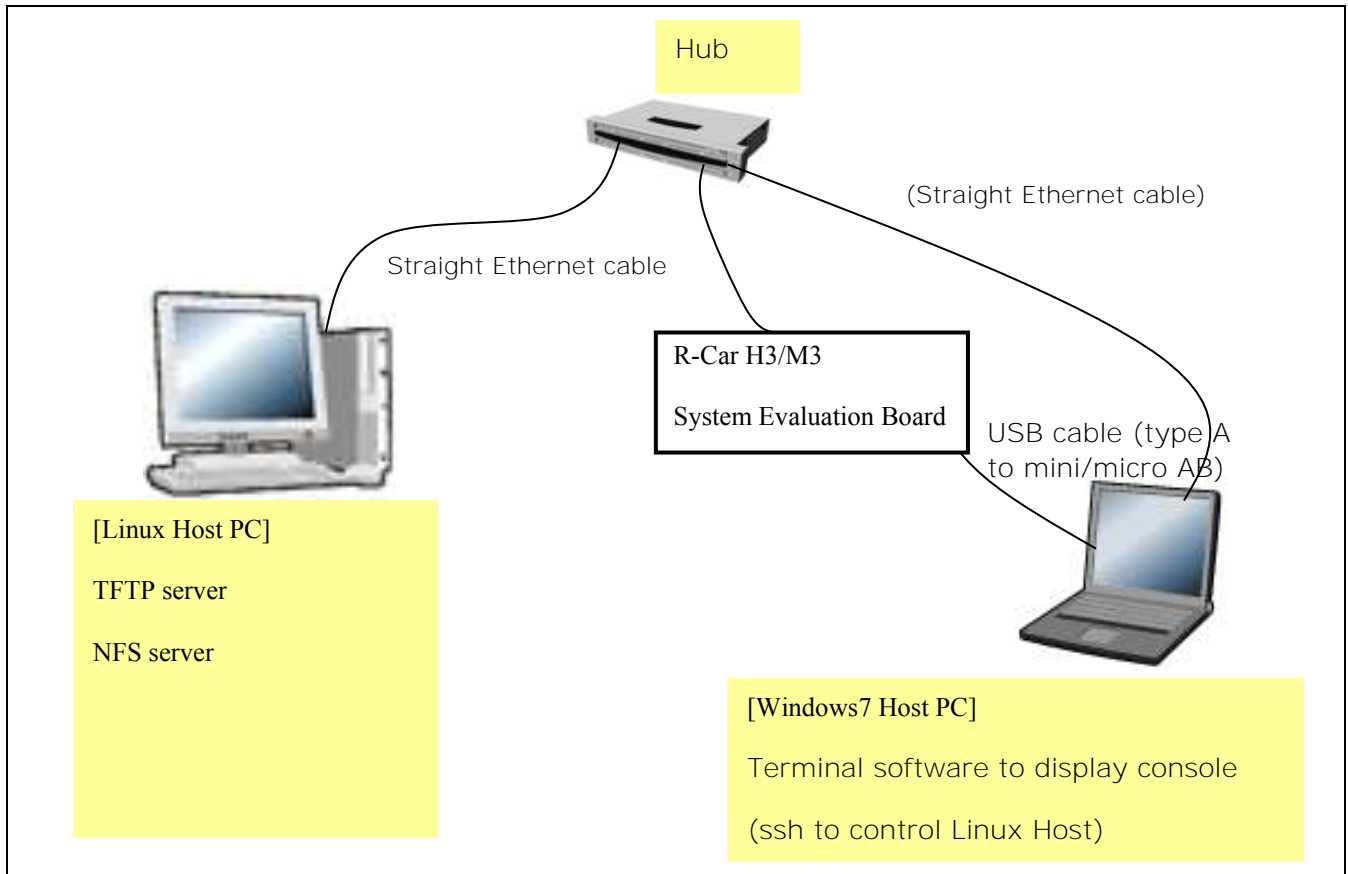 Hub
(Straight Ethernet cable)
Straight Ethernet cable
R-Car H3/M3
System Evaluation Board
USB cable (type A
to mini/micro AB)
[Linux Host PC]
TFTP server
NFS server
[Windows7 Host PC]
Terminal software to display console
(ssh to control Linux Host)